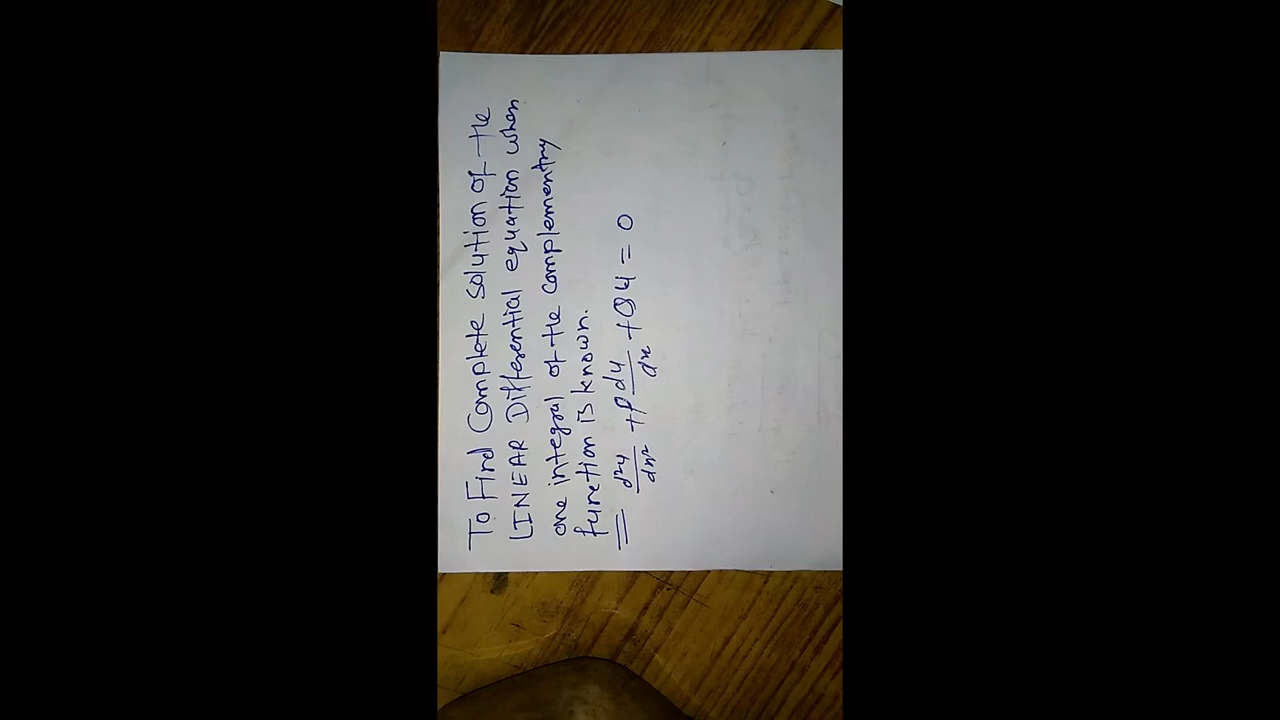 To Find Complete solution of the
LINEAR Differential equation when
one integral of the complementry
function is known.
= d²y/dx² + P dy/dx + Qy = 0